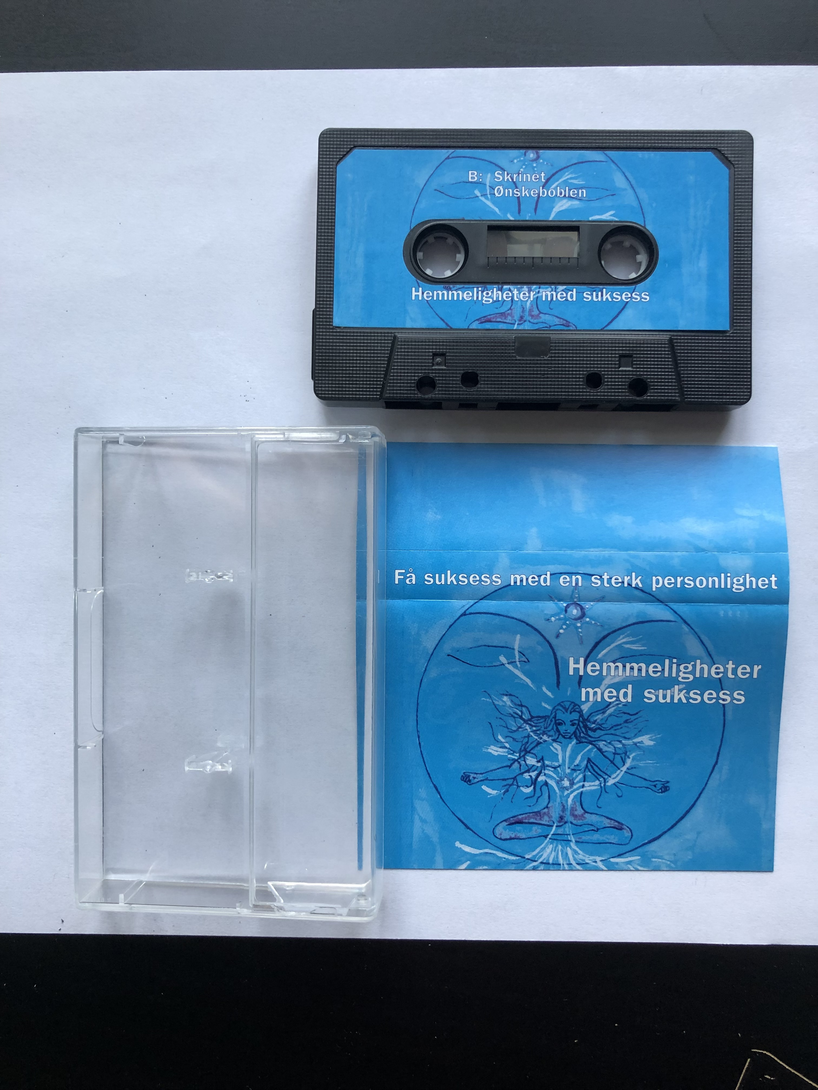 B: Skrinet
Ønskeboblen
Hemmeligheter med suksess
Få suksess med en sterk personlighet
Hemmeligheter
med suksess